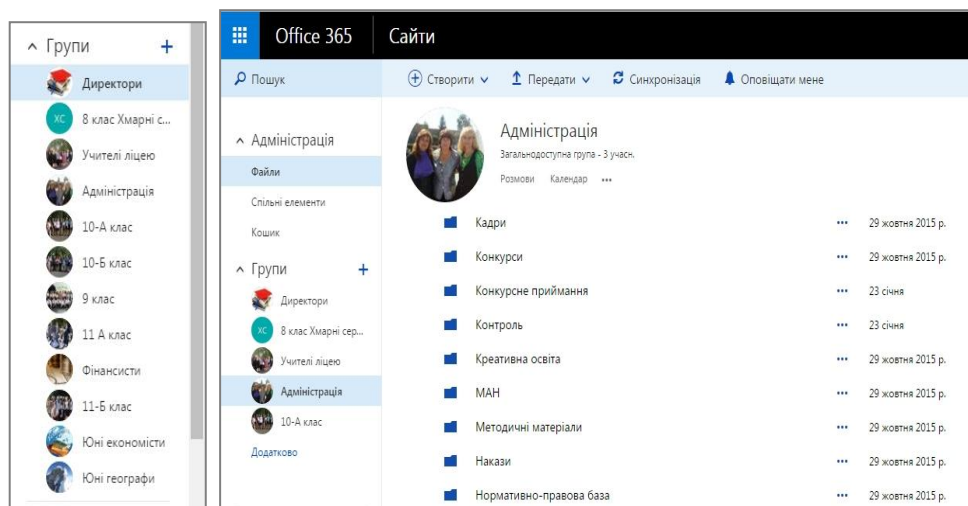 Групи +
Директори
ХС 8 клас Хмарні с...
Учителі ліцею
Адміністрація
10-А клас
10-Б клас
9 клас
11 А клас
Фінансисти
11-Б клас
Юні економісти
Юні географи
Office 365 Сайти
Пошук
Створити Передати Синхронізація Оповіщати мене
Адміністрація
Файли
Спільні елементи
Кошик
Групи +
Директори
ХС 8 клас Хмарні сер...
Учителі ліцею
Адміністрація
10-А клас
Додатково
Адміністрація
Загальнодоступна група - 3 учасн.
Розмови Календар •••
Кадри ••• 29 жовтня 2015 р.
Конкурси ••• 29 жовтня 2015 р.
Конкурсне приймання ••• 23 січня
Контроль ••• 23 січня
Креативна освіта ••• 29 жовтня 2015 р.
МАН ••• 29 жовтня 2015 р.
Методичні матеріали ••• 29 жовтня 2015 р.
Накази ••• 29 жовтня 2015 р.
Нормативно-правова база ••• 29 жовтня 2015 р.